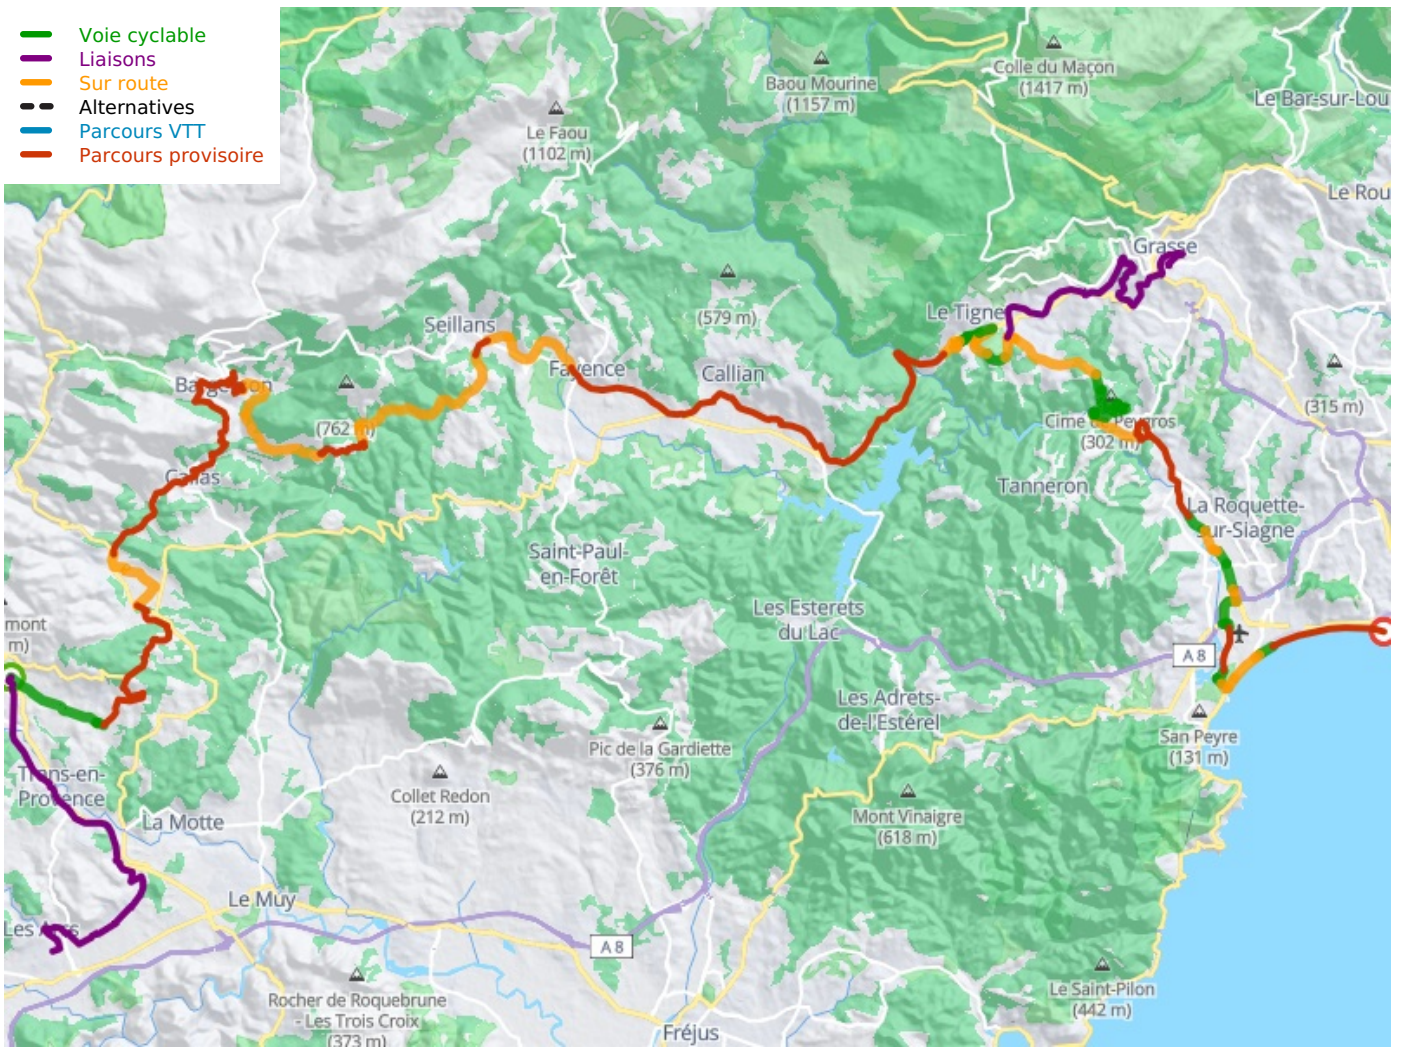 Voie cyclable
Liaisons
Sur route
Alternatives
Parcours VTT
Parcours provisoire
Colle du Maçon
(1417 m)
Baou Mourine
(1157 m)
Le Bar-sur-Lou
Le Faou
(1102 m)
Le Rou
Grasse
(579 m)
Le Tigne
Seillans
Fayence
Callian
(762 m)
(315 m)
Cime de Peygros
(302 m)
Callas
Tanneron
La Roquette-
sur-Siagne
Saint-Paul-
en-Forêt
Les Esterets
du Lac
mont
m)
A 8
Les Adrets-
de-l'Estérel
San Peyre
(131 m)
Pic de la Gardiette
(376 m)
Trans-en-
Provence
Collet Redon
(212 m)
La Motte
Mont Vinaigre
(618 m)
Le Muy
Les Arcs
A 8
Le Saint-Pilon
(442 m)
Rocher de Roquebrune
- Les Trois Croix
(373 m)
Fréjus